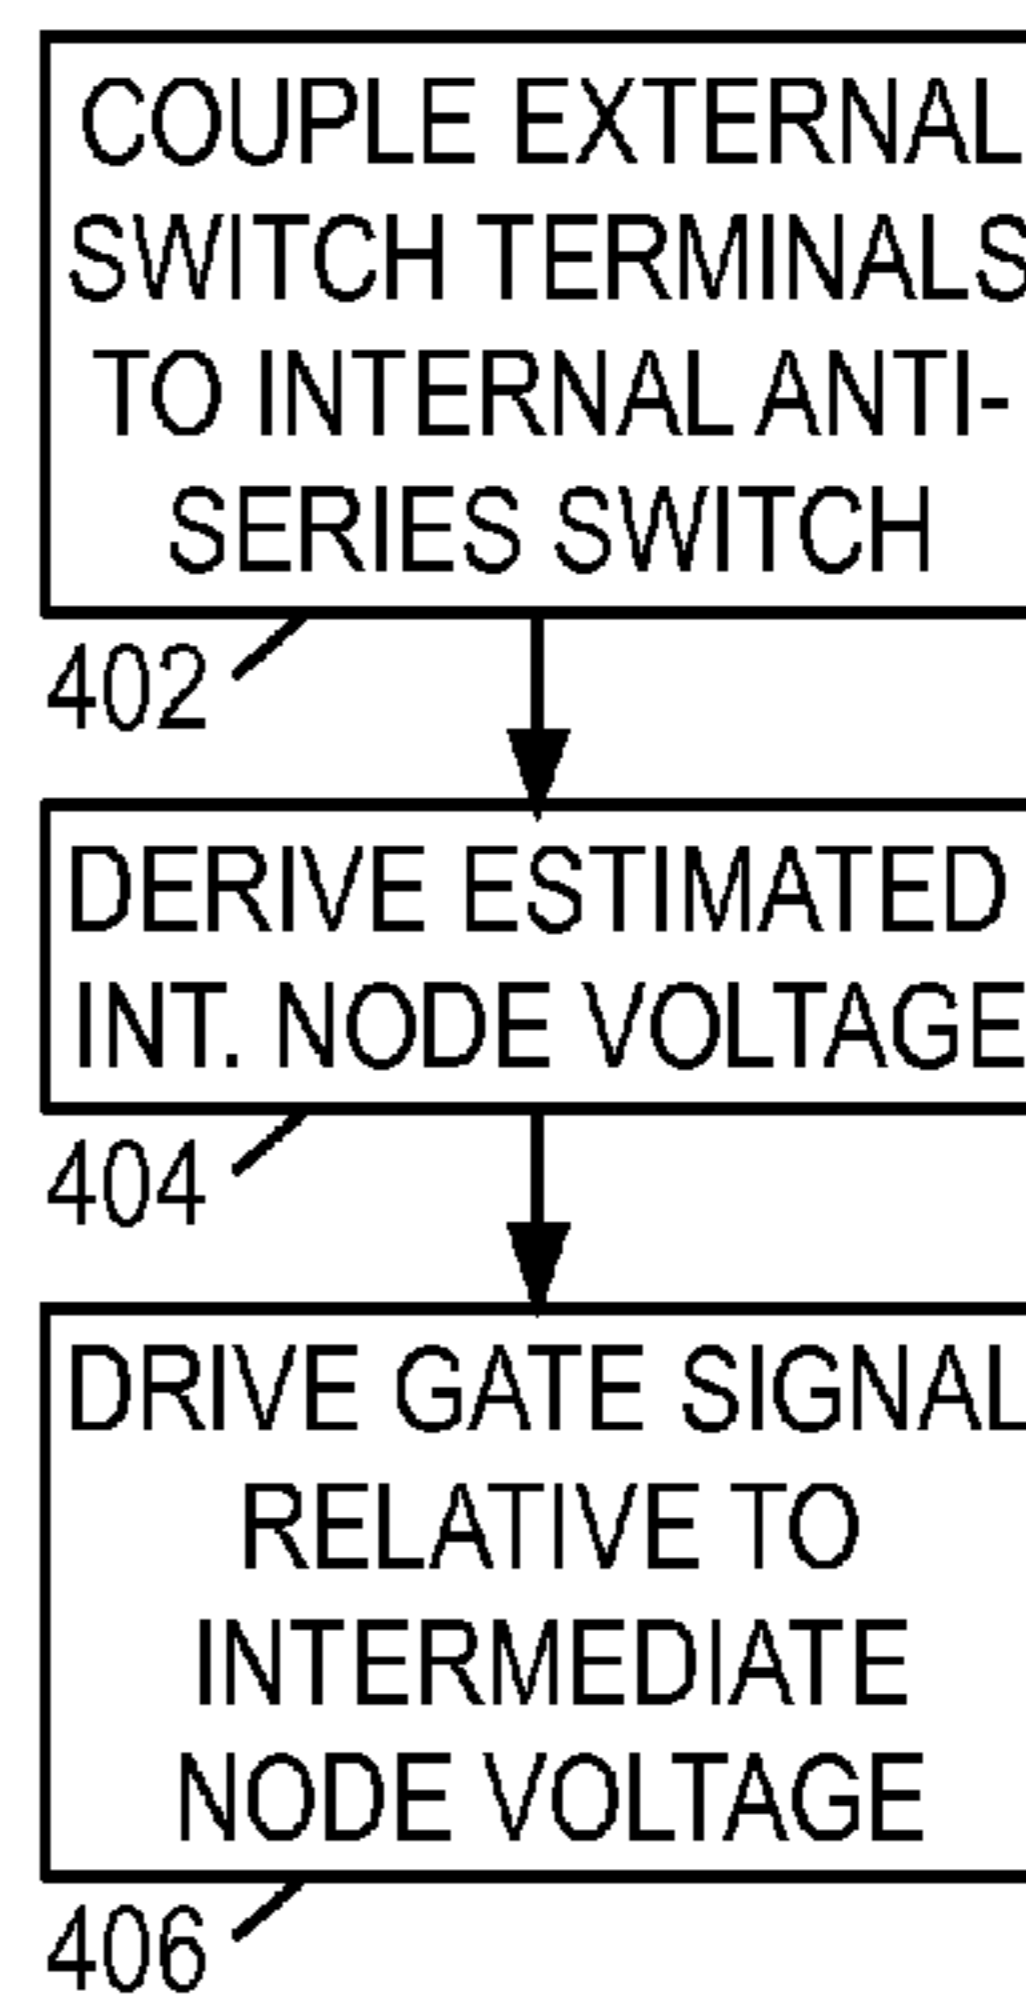 COUPLE EXTERNAL
SWITCH TERMINALS
TO INTERNAL ANTI-
SERIES SWITCH
402
DERIVE ESTIMATED
INT. NODE VOLTAGE
404
DRIVE GATE SIGNAL
RELATIVE TO
INTERMEDIATE
NODE VOLTAGE
406